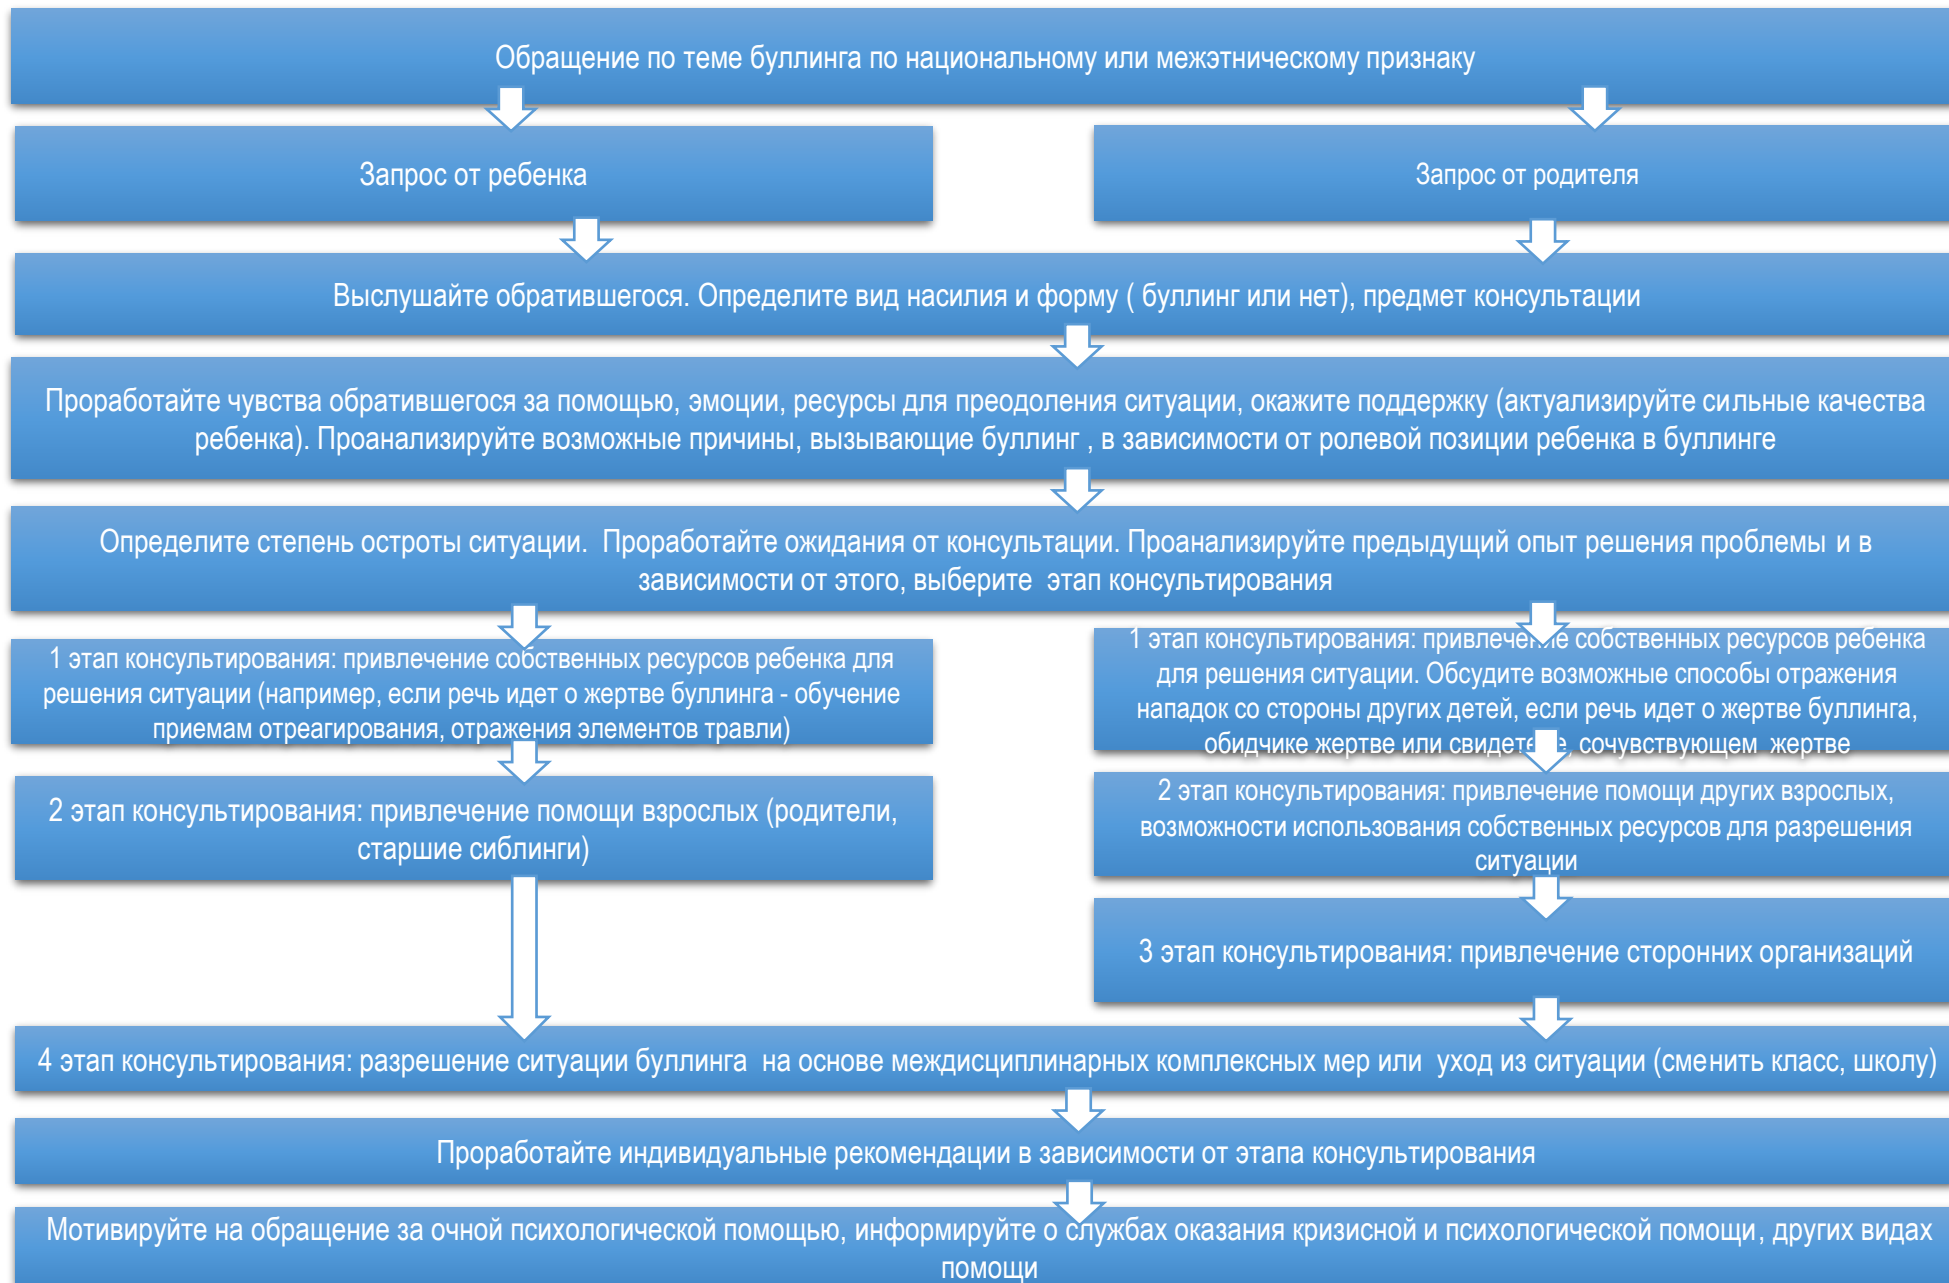 Обращение по теме буллинга по национальному или межэтническому признаку
Запрос от ребенка
Запрос от родителя
Выслушайте обратившегося. Определите вид насилия и форму ( буллинг или нет), предмет консультации
Проработайте чувства обратившегося за помощью, эмоции, ресурсы для преодоления ситуации, окажите поддержку (актуализируйте сильные качества
ребенка). Проанализируйте возможные причины, вызывающие буллинг , в зависимости от ролевой позиции ребенка в буллинге
Определите степень остроты ситуации. Проработайте ожидания от консультации. Проанализируйте предыдущий опыт решения проблемы и в
зависимости от этого, выберите этап консультирования
1 этап консультирования: привлечение собственных ресурсов ребенка для
решения ситуации (например, если речь идет о жертве буллинга - обучение
приемам отреагирования, отражения элементов травли)
1 этап консультирования: привлечение собственных ресурсов ребенка
для решения ситуации. Обсудите возможные способы отражения
нападок со стороны других детей, если речь идет о жертве буллинга,
обидчике жертве или свидетеле, сочувствующем жертве
2 этап консультирования: привлечение помощи взрослых (родители,
старшие сиблинги)
2 этап консультирования: привлечение помощи других взрослых,
возможности использования собственных ресурсов для разрешения
ситуации
3 этап консультирования: привлечение сторонних организаций
4 этап консультирования: разрешение ситуации буллинга на основе междисциплинарных комплексных мер или уход из ситуации (сменить класс, школу)
Проработайте индивидуальные рекомендации в зависимости от этапа консультирования
Мотивируйте на обращение за очной психологической помощью, информируйте о службах оказания кризисной и психологической помощи, других видах
помощи